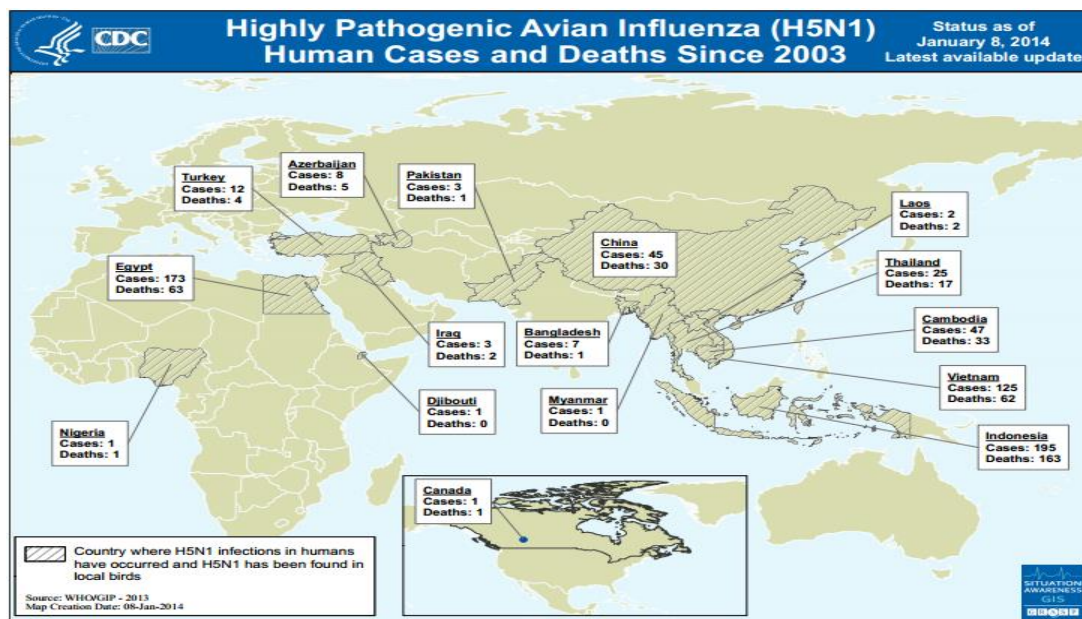 CDC
Highly Pathogenic Avian Influenza (H5N1)
Human Cases and Deaths Since 2003
Status as of
January 8, 2014
Latest available update
Turkey
Cases: 12
Deaths: 4
Azerbaijan
Cases: 8
Deaths: 5
Pakistan
Cases: 3
Deaths: 1
Laos
Cases: 2
Deaths: 2
China
Cases: 45
Deaths: 30
Egypt
Cases: 173
Deaths: 63
Thailand
Cases: 25
Deaths: 17
Iraq
Cases: 3
Deaths: 2
Bangladesh
Cases: 7
Deaths: 1
Cambodia
Cases: 47
Deaths: 33
Djibouti
Cases: 1
Deaths: 0
Myanmar
Cases: 1
Deaths: 0
Vietnam
Cases: 125
Deaths: 62
Nigeria
Cases: 1
Deaths: 1
Indonesia
Cases: 195
Deaths: 163
Canada
Cases: 1
Deaths: 1
Country where H5N1 infections in humans
have occurred and H5N1 has been found in
local birds
Source: WHO/GIP - 2013
Map Creation Date: 08-Jan-2014
SITUATION
AWARENESS
GIS
GRASP